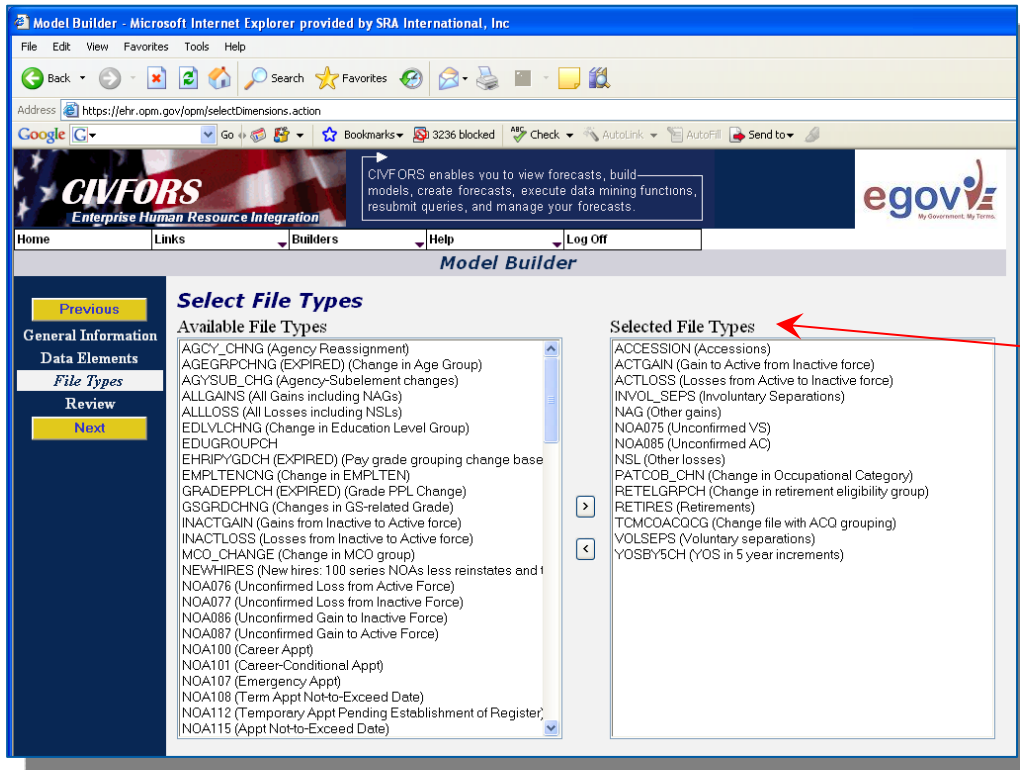 Model Builder - Microsoft Internet Explorer provided by SRA International, Inc
File Edit View Favorites Tools Help
Back Search Favorites
Address https://ehr.opm.gov/opm/selectDimensions.action
Google G Go Bookmarks 3236 blocked ABC Check AutoLink AutoFill Send to
CIVFORS
Enterprise Human Resource Integration
CIVFORS enables you to view forecasts, build
models, create forecasts, execute data mining functions,
resubmit queries, and manage your forecasts.
egov
My Government. My Terms.
Home Links Builders Help Log Off
Model Builder
Previous
General Information
Data Elements
File Types
Review
Next
Select File Types
Available File Types
AGCY_CHNG (Agency Reassignment)
AGEGRPCHNG (EXPIRED) (Change in Age Group)
AGYSUB_CHG (Agency-Subelement changes)
ALLGAINS (All Gains including NAGs)
ALLLOSS (All Losses including NSLs)
EDLVLCHNG (Change in Education Level Group)
EDUGROUPCH
EHRIPYGDCH (EXPIRED) (Pay grade grouping change base
EMPLTENCNG (Change in EMPLTEN)
GRADEPPLCH (EXPIRED) (Grade PPL Change)
GSGRDCHNG (Changes in GS-related Grade)
INACTGAIN (Gains from Inactive to Active force)
INACTLOSS (Losses from Inactive to Active force)
MCO_CHANGE (Change in MCO group)
NEWHIRES (New hires: 100 series NOAs less reinstates and t
NOA076 (Unconfirmed Loss from Active Force)
NOA077 (Unconfirmed Loss from Inactive Force)
NOA086 (Unconfirmed Gain to Inactive Force)
NOA087 (Unconfirmed Gain to Active Force)
NOA100 (Career Appt)
NOA101 (Career-Conditional Appt)
NOA107 (Emergency Appt)
NOA108 (Term Appt Not-to-Exceed Date)
NOA112 (Temporary Appt Pending Establishment of Register)
NOA115 (Appt Not-to-Exceed Date)
>
<
Selected File Types
ACCESSION (Accessions)
ACTGAIN (Gain to Active from Inactive force)
ACTLOSS (Losses from Active to Inactive force)
INVOL_SEPS (Involuntary Separations)
NAG (Other gains)
NOA075 (Unconfirmed VS)
NOA085 (Unconfirmed AC)
NSL (Other losses)
PATCOB_CHN (Change in Occupational Category)
RETELGRPCH (Change in retirement eligibility group)
RETIRES (Retirements)
TCMCOACQCG (Change file with ACQ grouping)
VOLSEPS (Voluntary separations)
YOSBY5CH (YOS in 5 year increments)